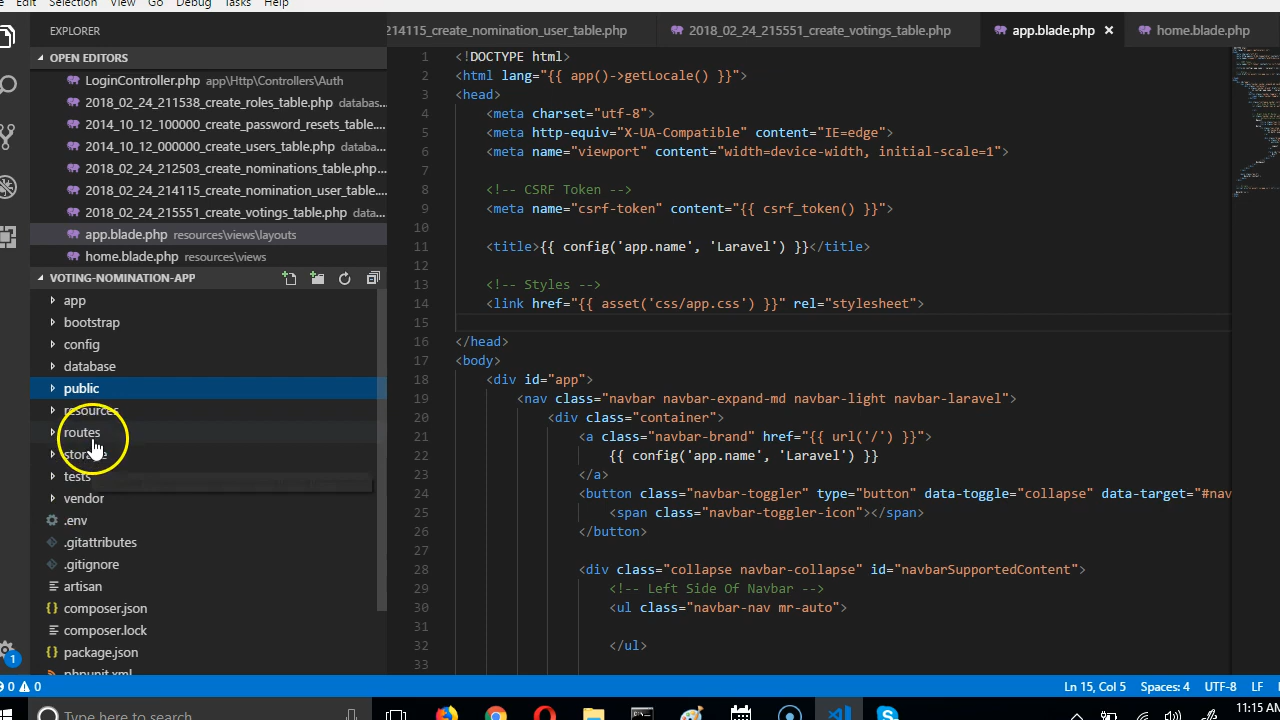 Edit Selection View Go Debug Tasks Help
EXPLORER
OPEN EDITORS
LoginController.php app\Http\Controllers\Auth
2018_02_24_211538_create_roles_table.php databas...
2014_10_12_100000_create_password_resets_table....
2014_10_12_000000_create_users_table.php databa...
2018_02_24_212503_create_nominations_table.php...
2018_02_24_214115_create_nomination_user_table...
2018_02_24_215551_create_votings_table.php data...
app.blade.php resources\views\layouts
home.blade.php resources\views
VOTING-NOMINATION-APP
app
bootstrap
config
database
public
resources
routes
storage
tests
vendor
.env
.gitattributes
.gitignore
artisan
composer.json
composer.lock
package.json
phpunit.xml
214115_create_nomination_user_table.php
2018_02_24_215551_create_votings_table.php
app.blade.php
home.blade.php
1 <!DOCTYPE html>
2 <html lang="{{ app()->getLocale() }}">
3 <head>
4 <meta charset="utf-8">
5 <meta http-equiv="X-UA-Compatible" content="IE=edge">
6 <meta name="viewport" content="width=device-width, initial-scale=1">
7
8 <!-- CSRF Token -->
9 <meta name="csrf-token" content="{{ csrf_token() }}">
10
11 <title>{{ config('app.name', 'Laravel') }}</title>
12
13 <!-- Styles -->
14 <link href="{{ asset('css/app.css') }}" rel="stylesheet">
15
16 </head>
17 <body>
18 <div id="app">
19 <nav class="navbar navbar-expand-md navbar-light navbar-laravel">
20 <div class="container">
21 <a class="navbar-brand" href="{{ url('/') }}">
22 {{ config('app.name', 'Laravel') }}
23 </a>
24 <button class="navbar-toggler" type="button" data-toggle="collapse" data-target="#nav
25 <span class="navbar-toggler-icon"></span>
26 </button>
27
28 <div class="collapse navbar-collapse" id="navbarSupportedContent">
29 <!-- Left Side Of Navbar -->
30 <ul class="navbar-nav mr-auto">
31
32 </ul>
33
1
0 0
Ln 15, Col 5 Spaces: 4 UTF-8 LF
Type here to search
11:15 AM